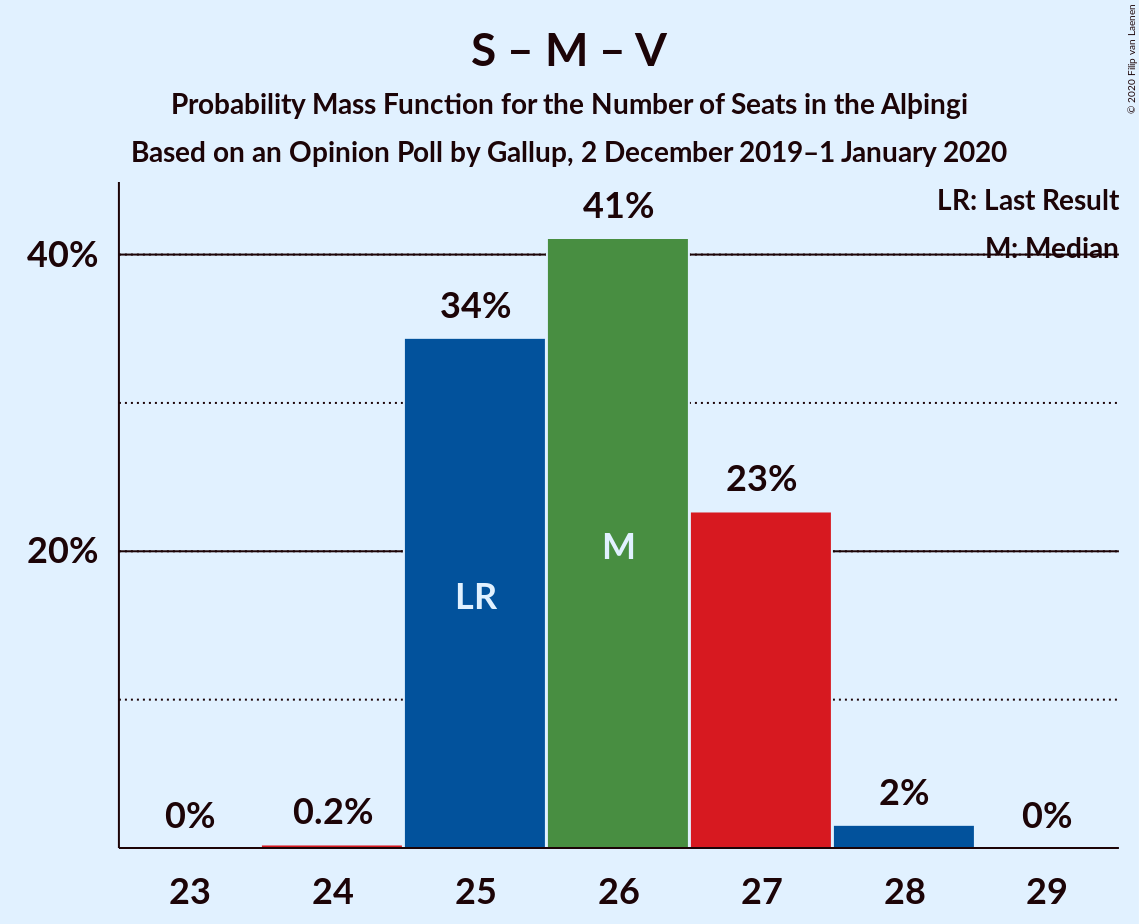 S – M – V
Probability Mass Function for the Number of Seats in the Alþingi
Based on an Opinion Poll by Gallup, 2 December 2019–1 January 2020
© 2020 Filip van Laenen
LR: Last Result
M: Median
40%
20%
0%
0.2%
34%
41%
23%
2%
0%
LR
M
23 24 25 26 27 28 29